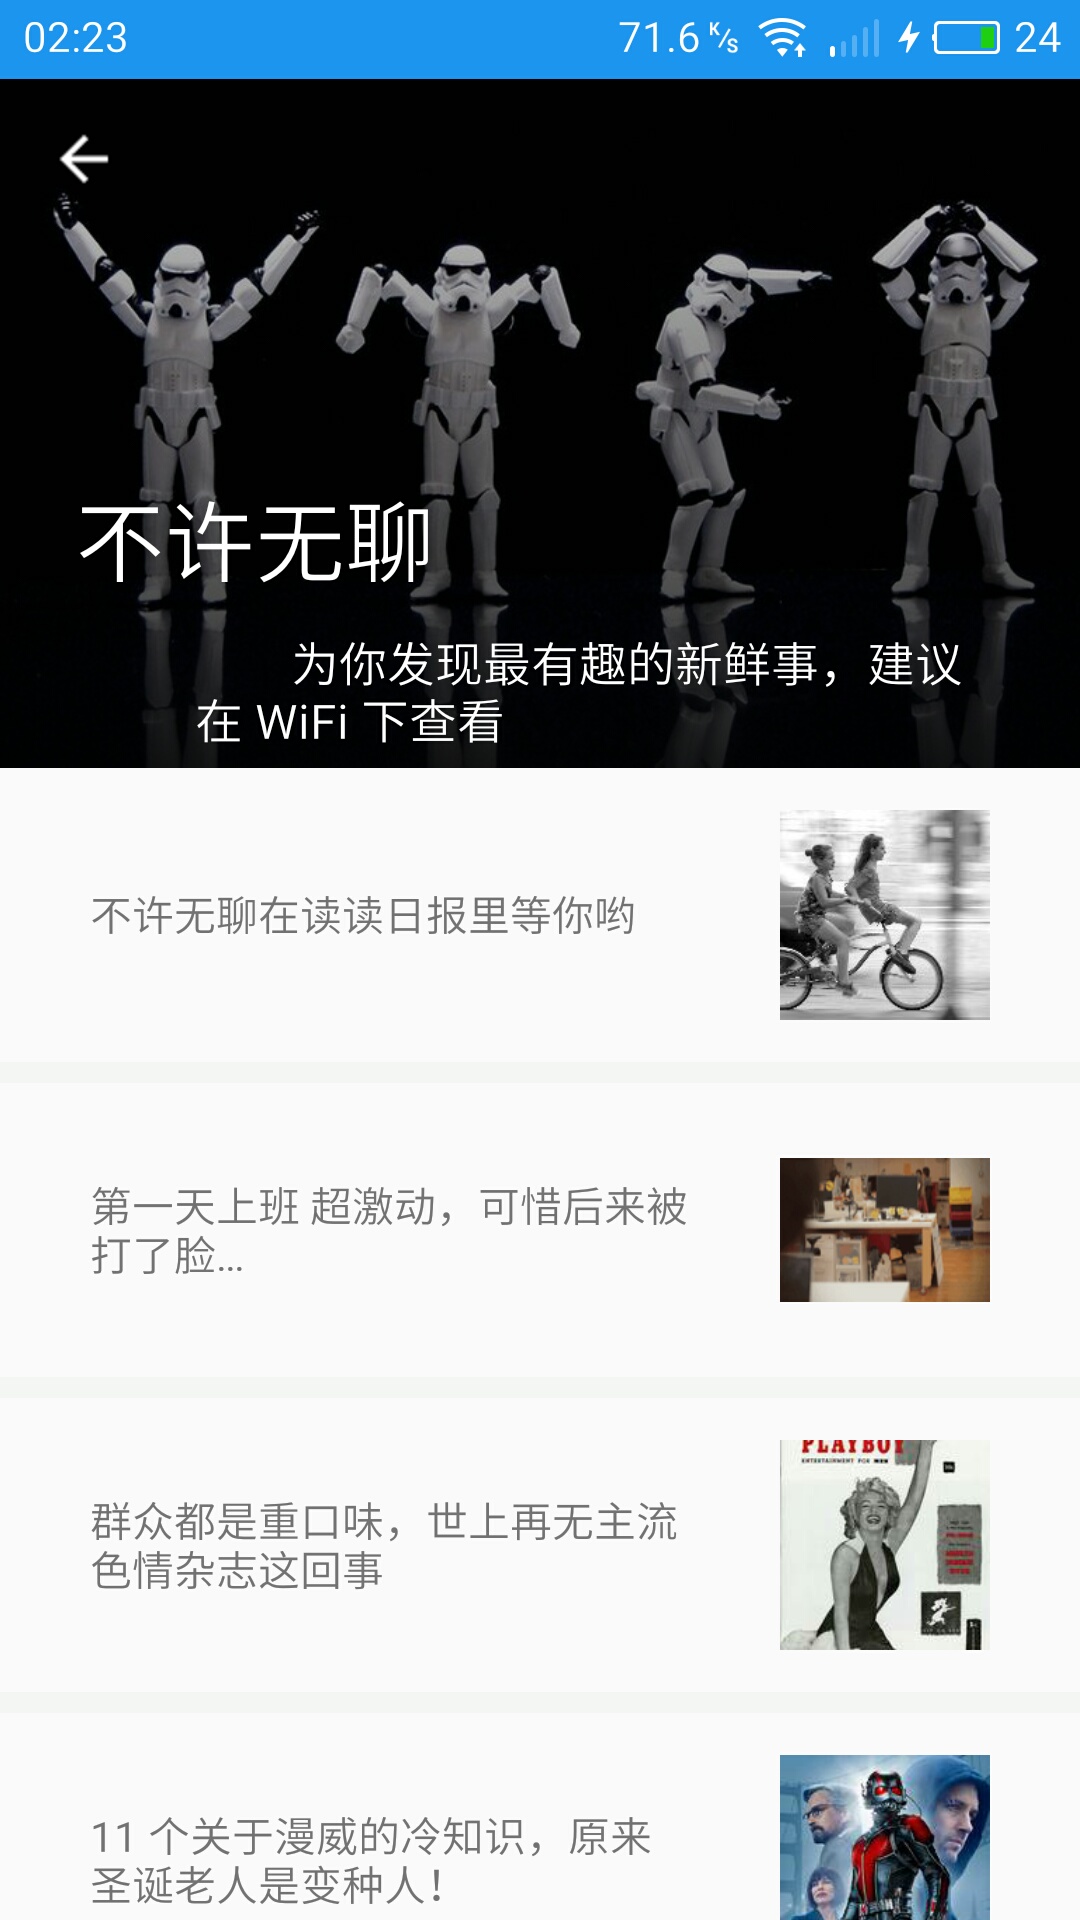 02:23 71.6 K/s 24
不许无聊
为你发现最有趣的新鲜事，建议
在 WiFi 下查看
不许无聊在读读日报里等你哟
第一天上班 超激动，可惜后来被
打了脸…
PLAYBOY
ENTERTAINMENT FOR MEN
群众都是重口味，世上再无主流
色情杂志这回事
11 个关于漫威的冷知识，原来
圣诞老人是变种人！